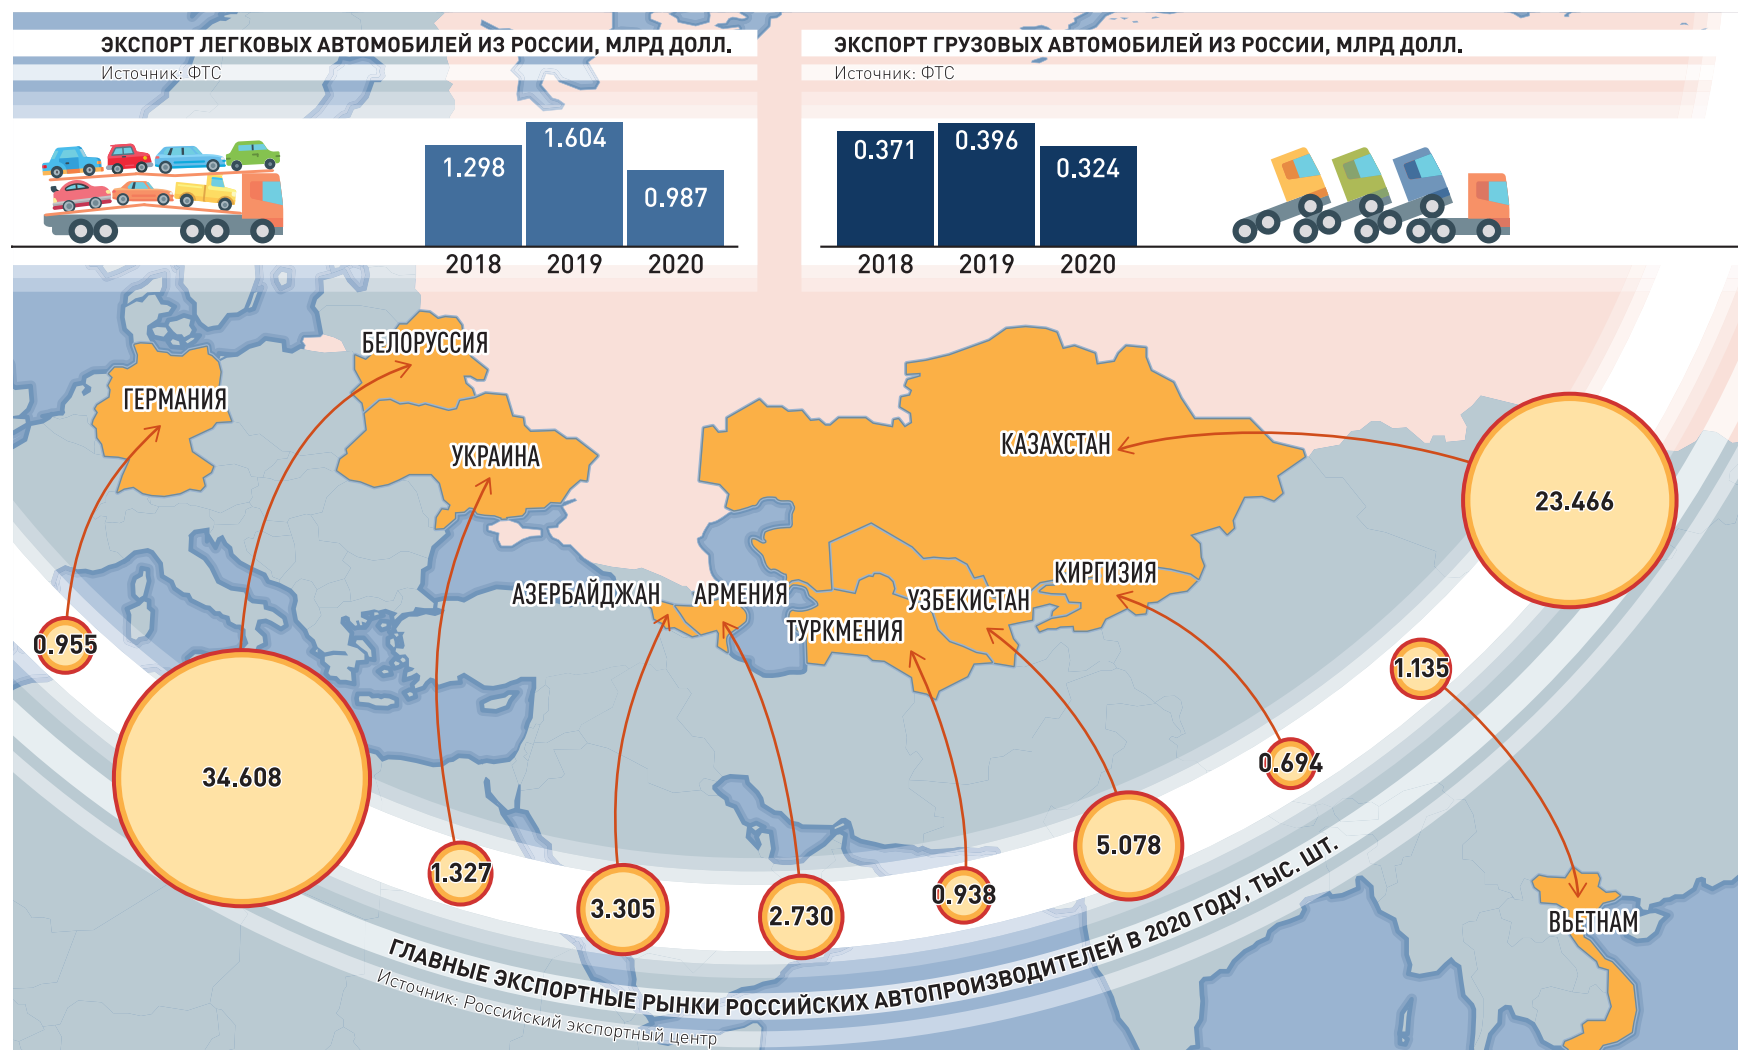 ЭКСПОРТ ЛЕГКОВЫХ АВТОМОБИЛЕЙ ИЗ РОССИИ, МЛРД ДОЛЛ.
Источник: ФТС
1.298
1.604
0.987
2018
2019
2020
ЭКСПОРТ ГРУЗОВЫХ АВТОМОБИЛЕЙ ИЗ РОССИИ, МЛРД ДОЛЛ.
Источник: ФТС
0.371
0.396
0.324
2018
2019
2020
БЕЛОРУССИЯ
ГЕРМАНИЯ
УКРАИНА
КАЗАХСТАН
АЗЕРБАЙДЖАН
АРМЕНИЯ
ТУРКМЕНИЯ
УЗБЕКИСТАН
КИРГИЗИЯ
ВЬЕТНАМ
0.955
34.608
1.327
3.305
2.730
0.938
5.078
0.694
1.135
23.466
ГЛАВНЫЕ ЭКСПОРТНЫЕ РЫНКИ РОССИЙСКИХ АВТОПРОИЗВОДИТЕЛЕЙ В 2020 ГОДУ, ТЫС. ШТ.
Источник: Российский экспортный центр